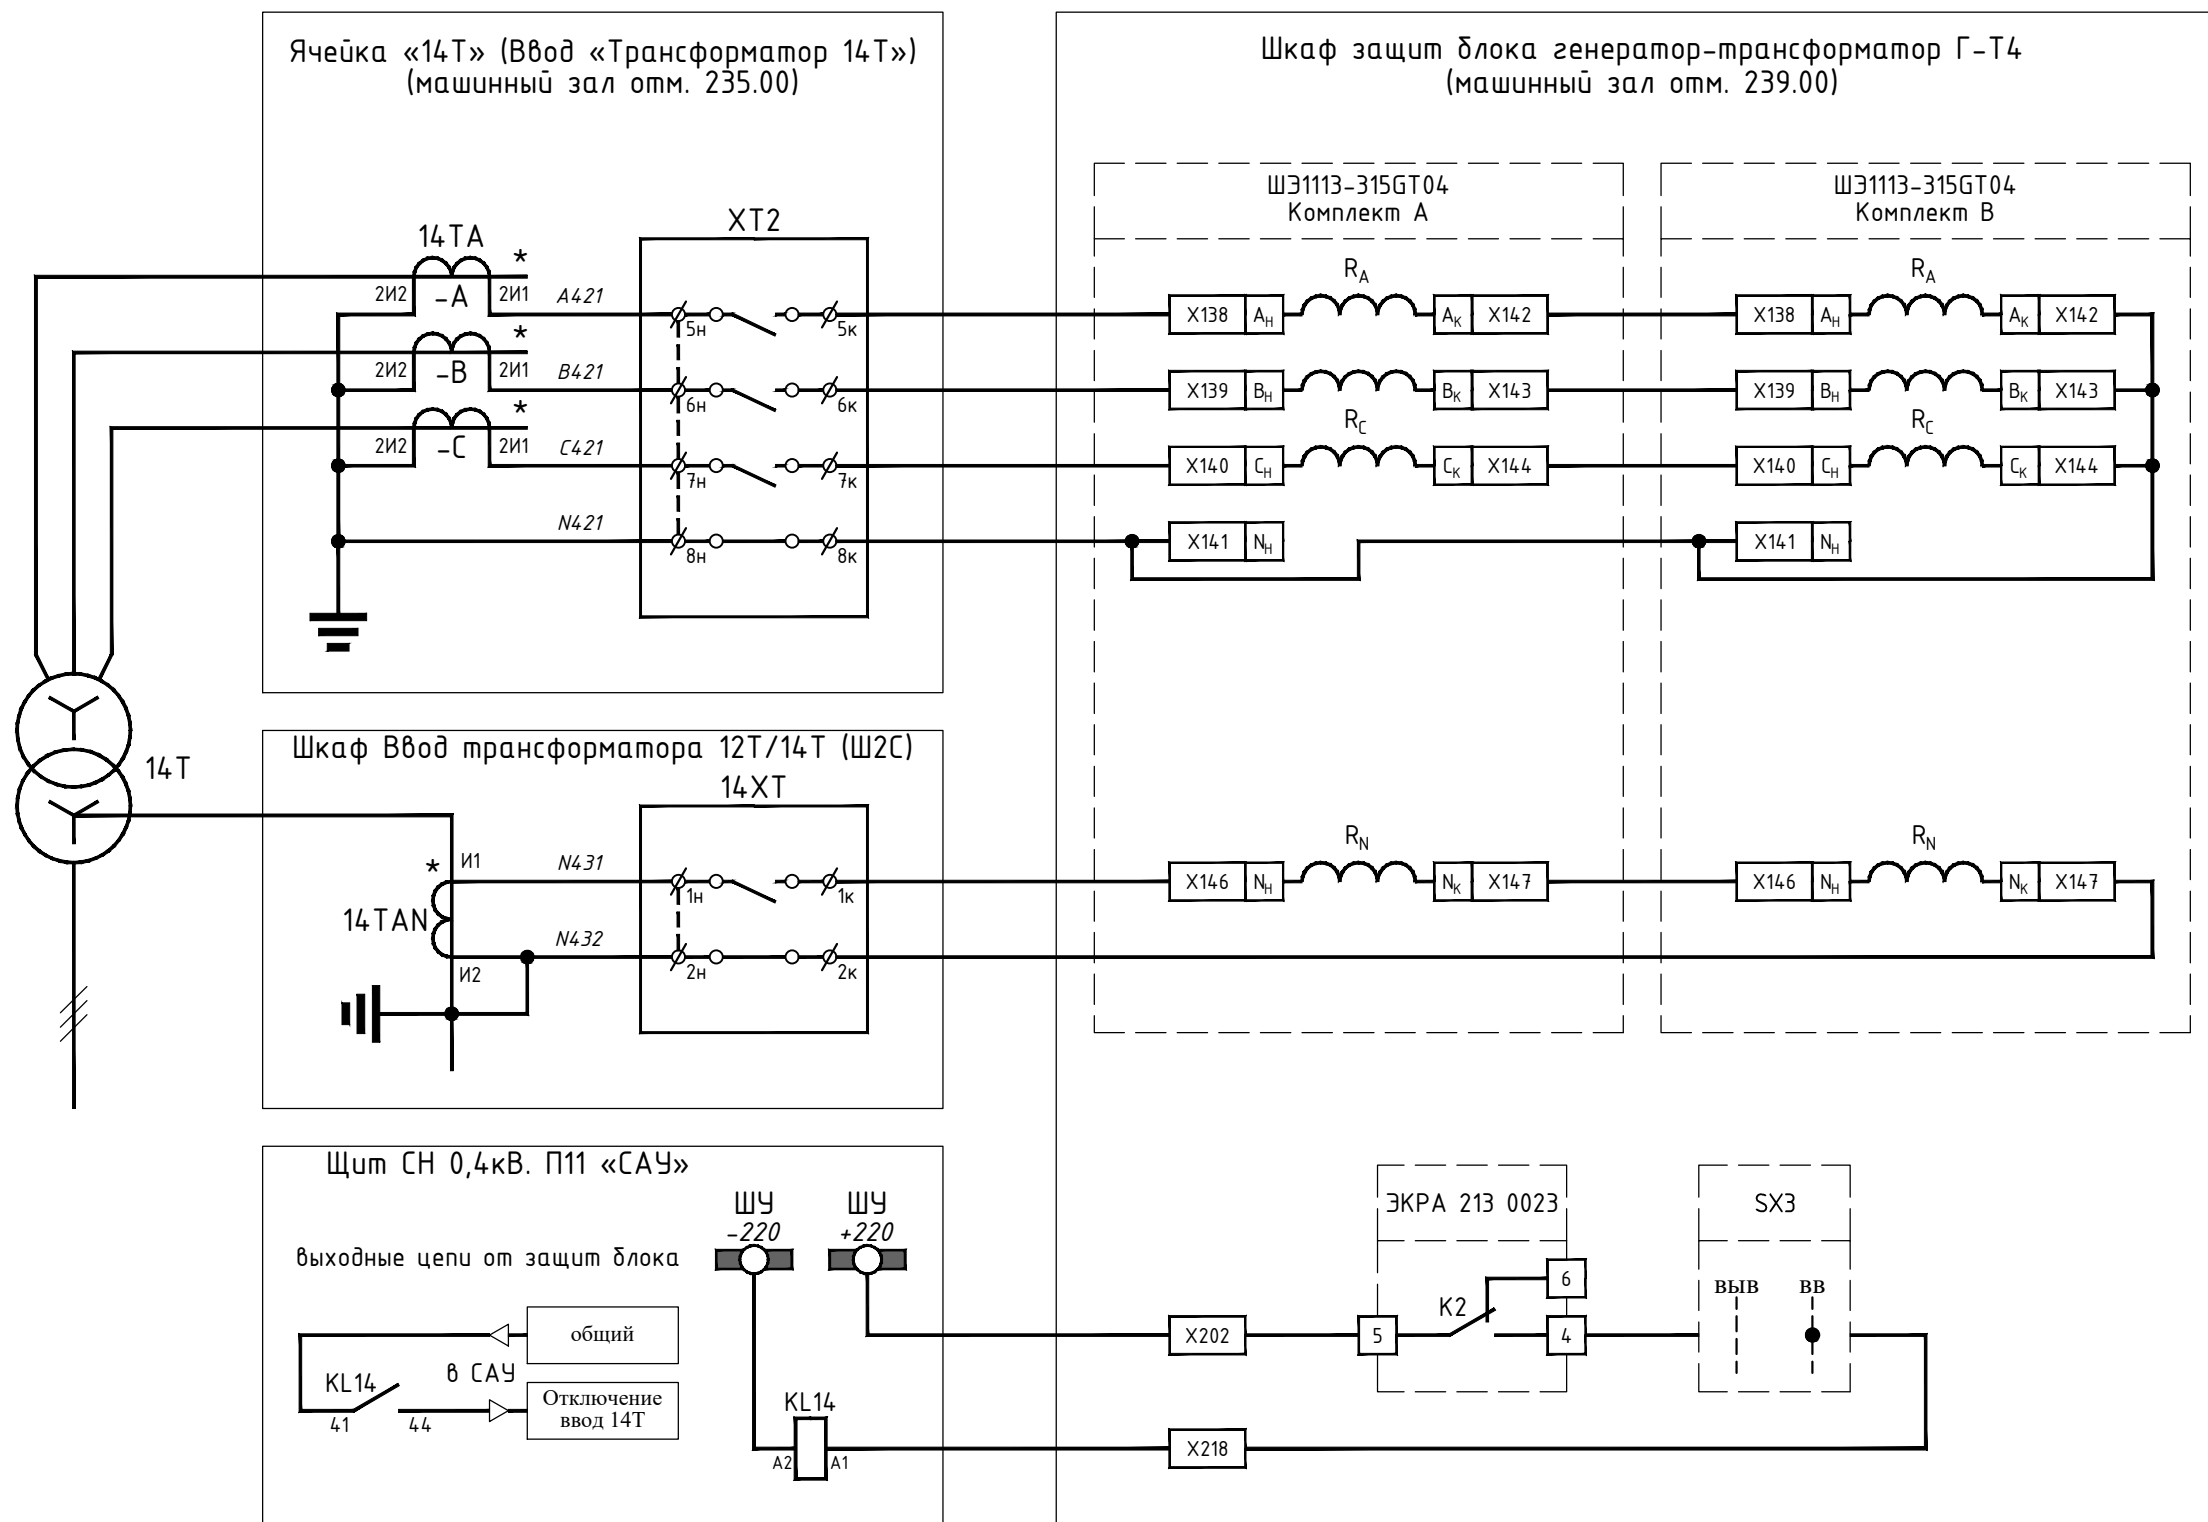 Ячейка «14Т» (Ввод «Трансформатор 14Т»)
(машинный зал отм. 235.00)
14ТА
*
2И2
-А
2И1
А421
*
2И2
-В
2И1
В421
*
2И2
-С
2И1
С421
N421
ХТ2
5н
5к
6н
6к
7н
7к
8н
8к
14Т
Шкаф Ввод трансформатора 12Т/14Т (Ш2С)
14ХТ
*
И1
N431
14TAN
И2
N432
1н
1к
2н
2к
Шкаф защит блока генератор-трансформатор Г-Т4
(машинный зал отм. 239.00)
ШЭ1113-315GT04
Комплект А
RA
X138 AН AК X142
X139 BН BК X143
RC
X140 CН CК X144
X141 NН
RN
X146 NН NК X147
ШЭ1113-315GT04
Комплект В
RA
X138 AН AК X142
X139 BН BК X143
RC
X140 CН CК X144
X141 NН
RN
X146 NН NК X147
Щит СН 0,4кВ. П11 «САУ»
ШУ
-220
ШУ
+220
выходные цепи от защит блока
общий
KL14
41
44
в САУ
Отключение
ввод 14Т
KL14
А2
А1
X202
X218
ЭКРА 213 0023
6
K2
5
4
SX3
ВЫВ
ВВ